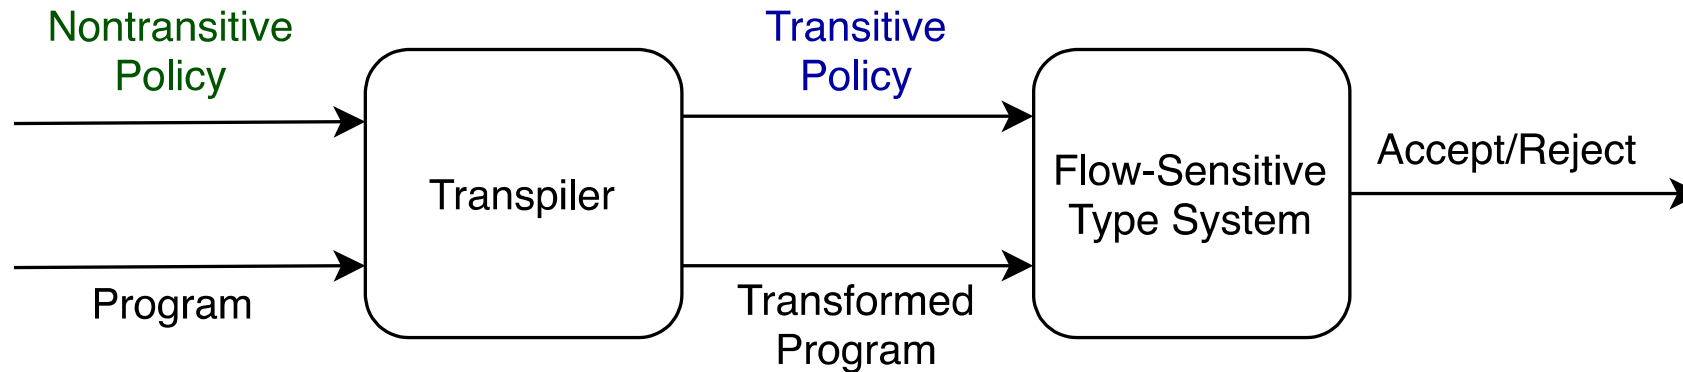 Nontransitive
Policy
Program
Transpiler
Transitive
Policy
Transformed
Program
Flow-Sensitive
Type System
Accept/Reject